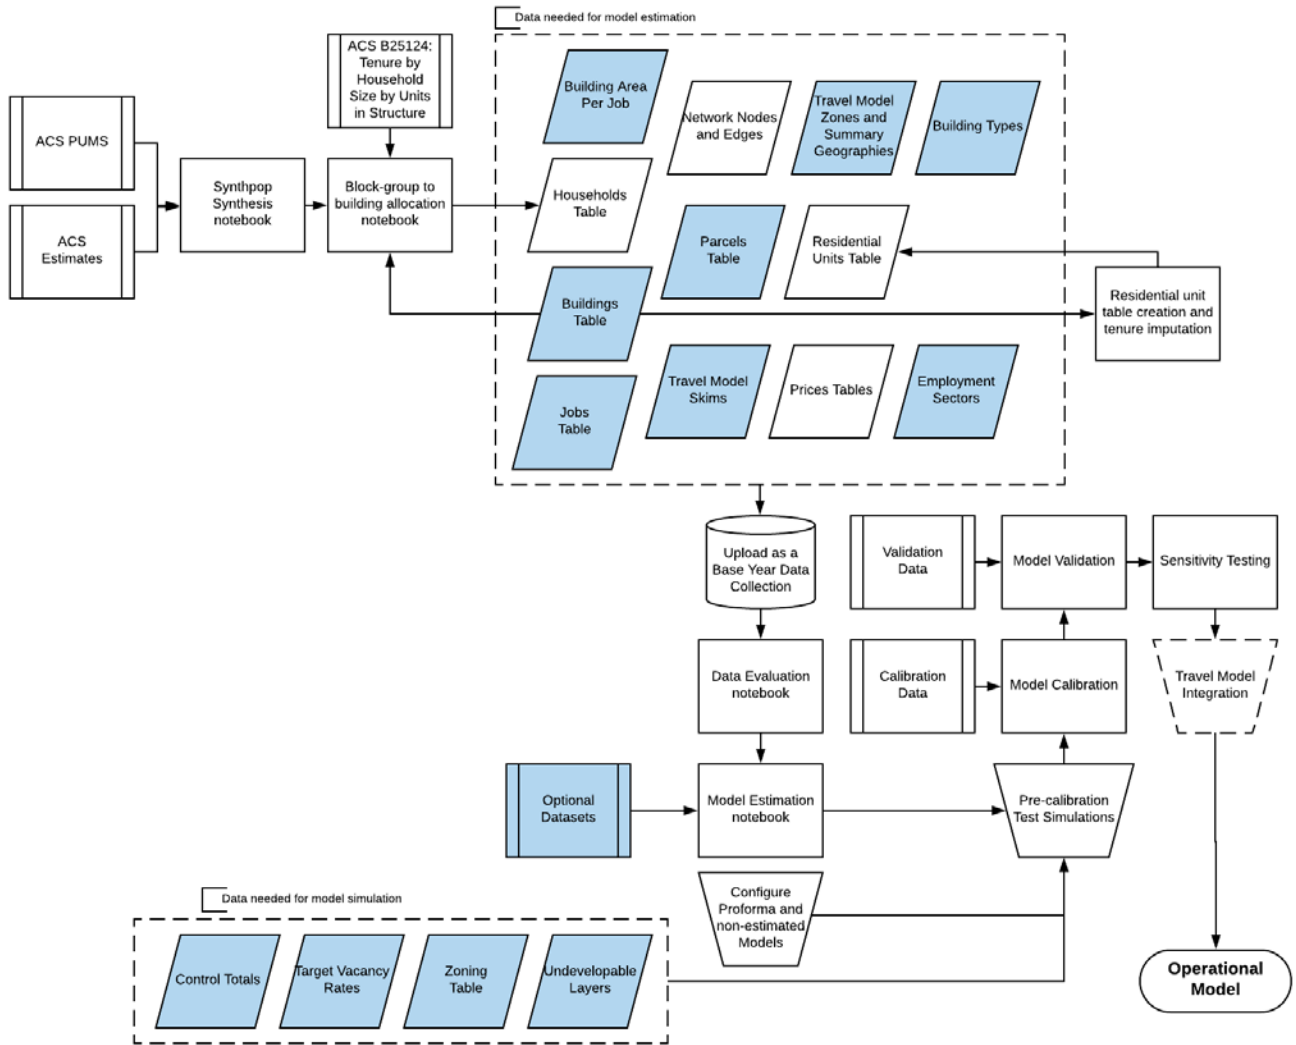 Data needed for model estimation
ACS B25124:
Tenure by
Household
Size by Units
in Structure
ACS PUMS
ACS
Estimates
Synthpop
Synthesis
notebook
Block-group to
building allocation
notebook
Building Area
Per Job
Network Nodes
and Edges
Travel Model
Zones and
Summary
Geographies
Building Types
Households
Table
Parcels
Table
Residential
Units Table
Buildings
Table
Residential unit
table creation and
tenure imputation
Jobs
Table
Travel Model
Skims
Prices Tables
Employment
Sectors
Upload as a
Base Year Data
Collection
Validation
Data
Model Validation
Sensitivity Testing
Data Evaluation
notebook
Calibration
Data
Model Calibration
Travel Model
Integration
Optional
Datasets
Model Estimation
notebook
Pre-calibration
Test Simulations
Configure
Proforma and
non-estimated
Models
Data needed for model simulation
Control Totals
Target Vacancy
Rates
Zoning
Table
Undevelopable
Layers
Operational
Model